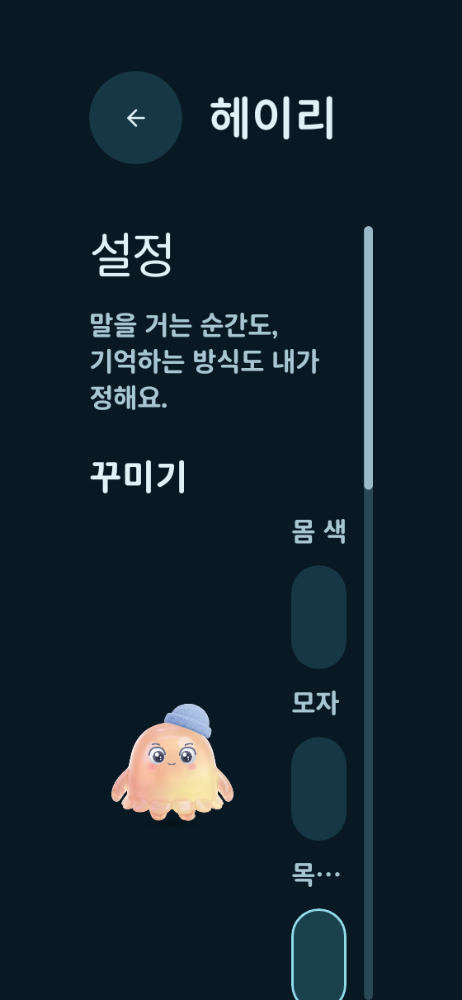 헤이리
설정
말을 거는 순간도,
기억하는 방식도 내가
정해요.
꾸미기
몸 색
모자
목…